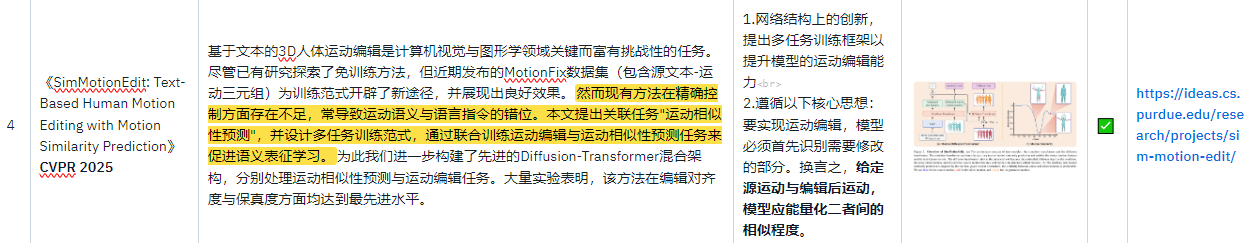 4
《SimMotionEdit: Text-
Based Human Motion
Editing with Motion
Similarity Prediction》
CVPR 2025
基于文本的3D人体运动编辑是计算机视觉与图形学领域关键而富有挑战性的任务。
尽管已有研究探索了免训练方法，但近期发布的MotionFix数据集（包含源文本-运
动三元组）为训练范式开辟了新途径，并展现出良好效果。然而现有方法在精确控
制方面存在不足，常导致运动语义与语言指令的错位。本文提出关联任务"运动相似
性预测"，并设计多任务训练范式，通过联合训练运动编辑与运动相似性预测任务来
促进语义表征学习。为此我们进一步构建了先进的Diffusion-Transformer混合架
构，分别处理运动相似性预测与运动编辑任务。大量实验表明，该方法在编辑对齐
度与保真度方面均达到最先进水平。
1.网络结构上的创新，
提出多任务训练框架以
提升模型的运动编辑能
力<br>
2.遵循以下核心思想：
要实现运动编辑，模型
必须首先识别需要修改
的部分。换言之，给定
源运动与编辑后运动，
模型应能量化二者间的
相似程度。
https://ideas.cs.
purdue.edu/rese
arch/projects/si
m-motion-edit/